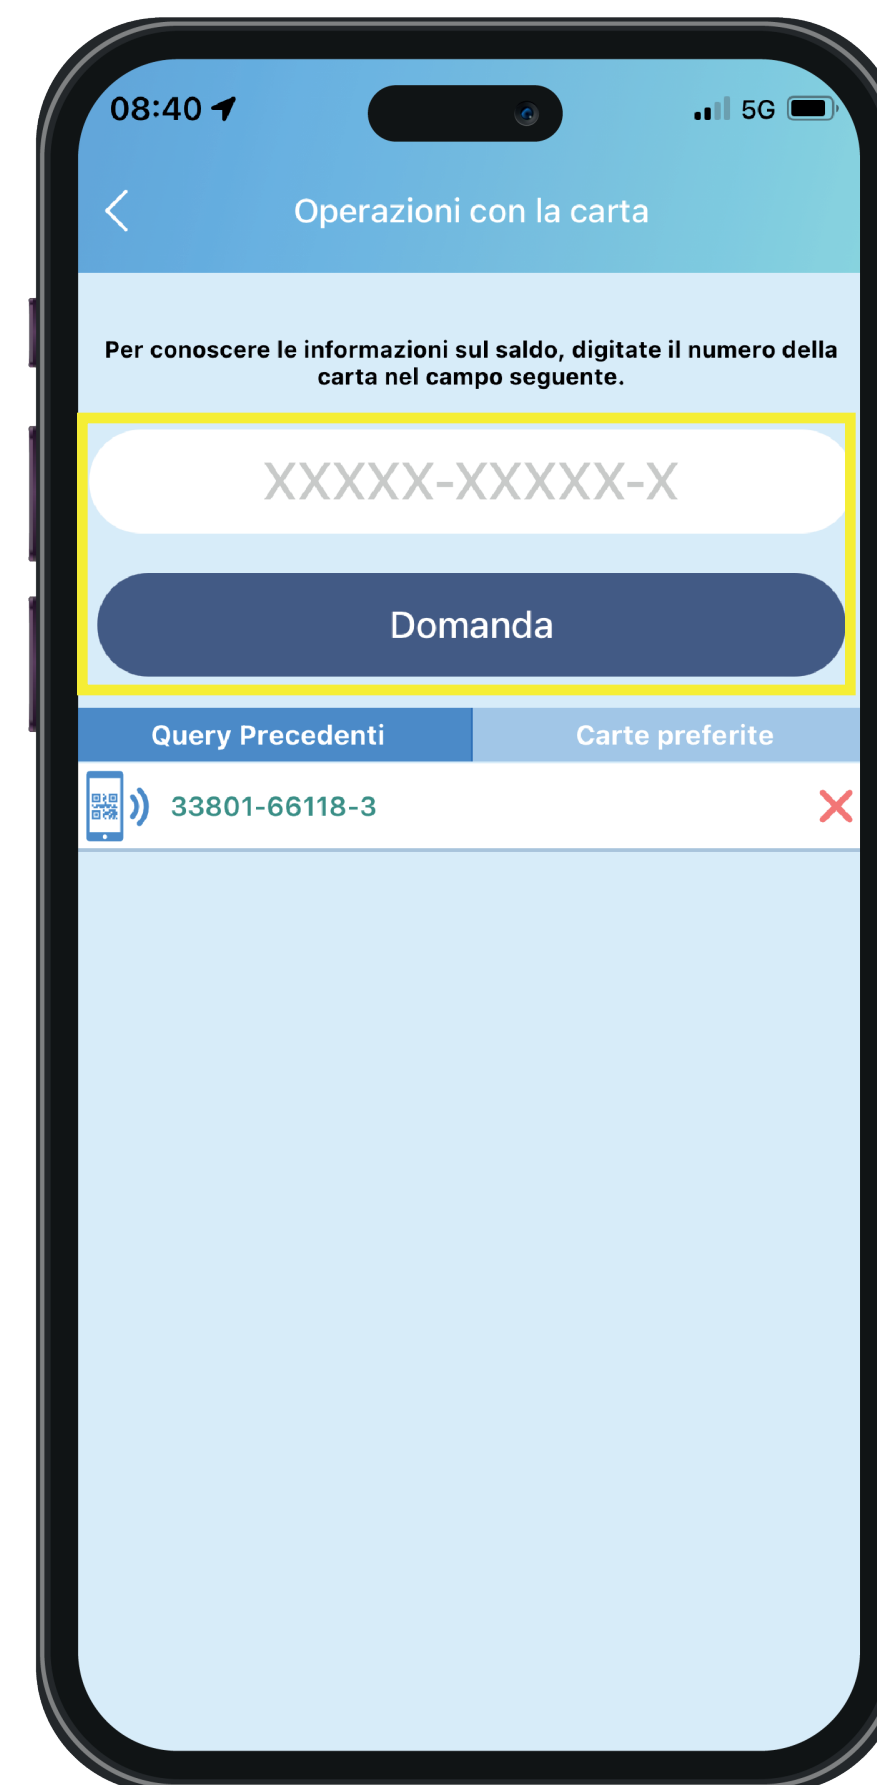 08:40
5G
Operazioni con la carta
Per conoscere le informazioni sul saldo, digitate il numero della
carta nel campo seguente.
XXXXX-XXXXX-X
Domanda
Query Precedenti
Carte preferite
33801-66118-3